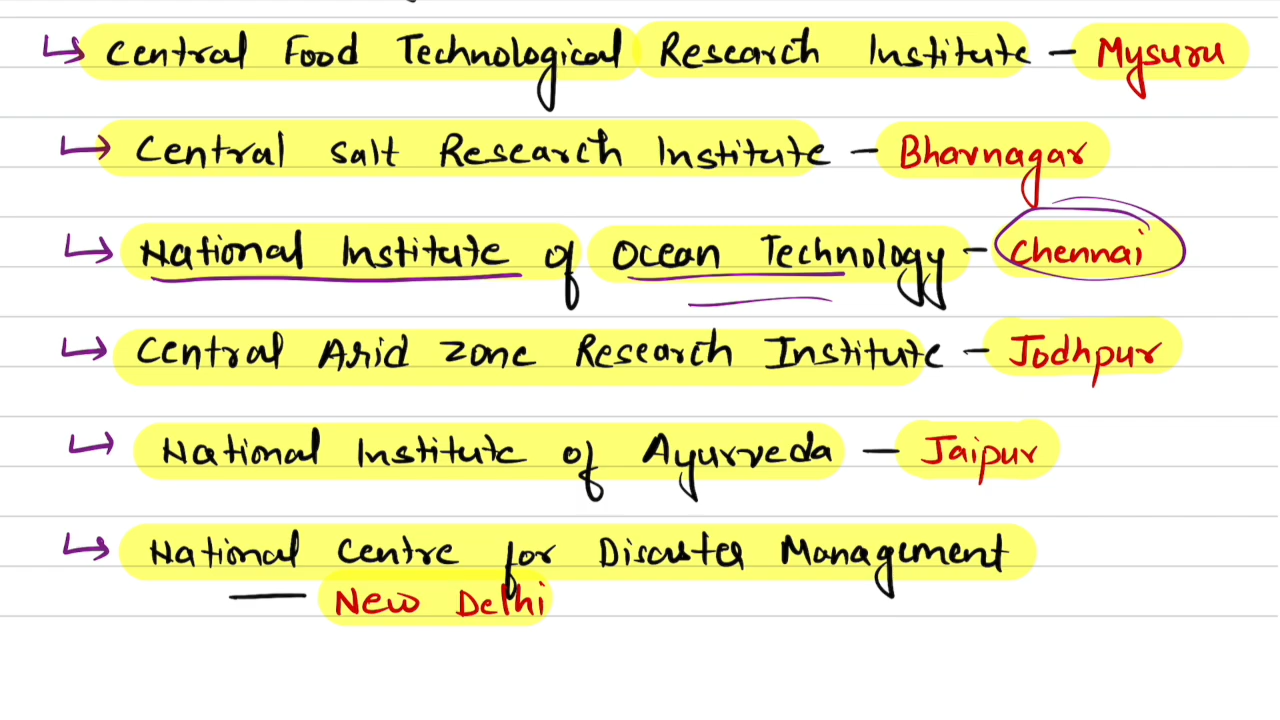 ↳ Central Food Technological Research Institute - Mysuru
↳ Central Salt Research Institute - Bhavnagar
↳ National Institute of Ocean Technology - Chennai
↳ Central Arid Zone Research Institute - Jodhpur
↳ National Institute of Ayurveda - Jaipur
↳ National Centre for Disaster Management
— New Delhi